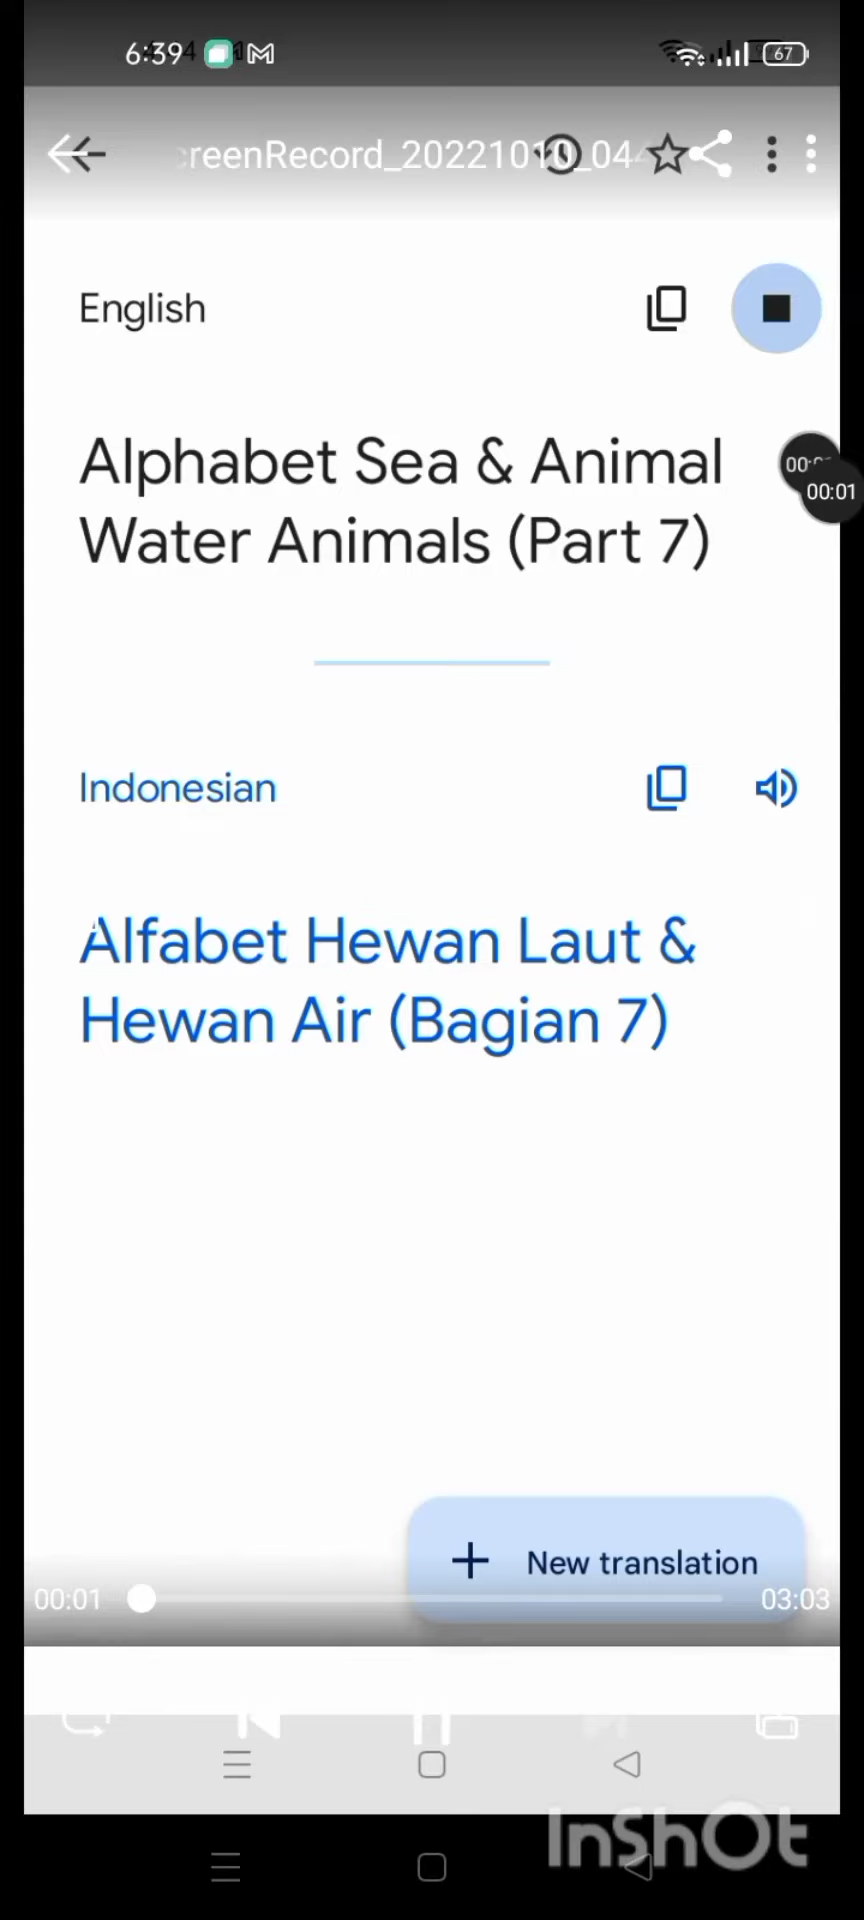 6:39
67
reenRecord_20221010_04
English
Alphabet Sea & Animal
Water Animals (Part 7)
00:01
Indonesian
Alfabet Hewan Laut &
Hewan Air (Bagian 7)
New translation
00:01
03:03
InShOt